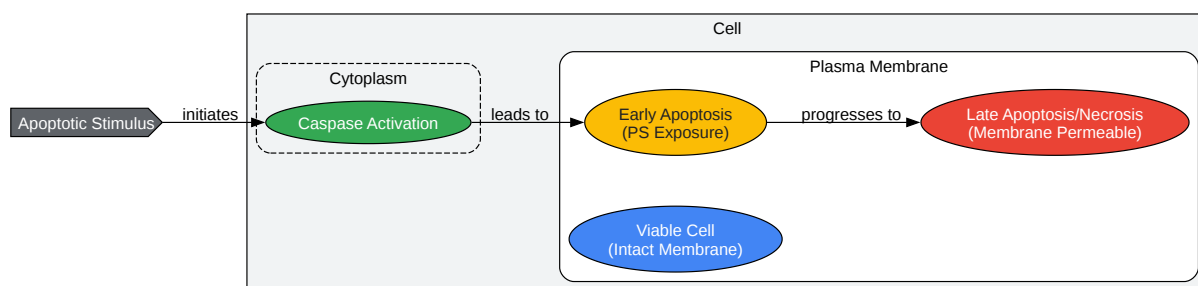 Cell
Cytoplasm
Plasma Membrane
Apoptotic Stimulus
initiates
Caspase Activation
leads to
Early Apoptosis
(PS Exposure)
progresses to
Late Apoptosis/Necrosis
(Membrane Permeable)
Viable Cell
(Intact Membrane)